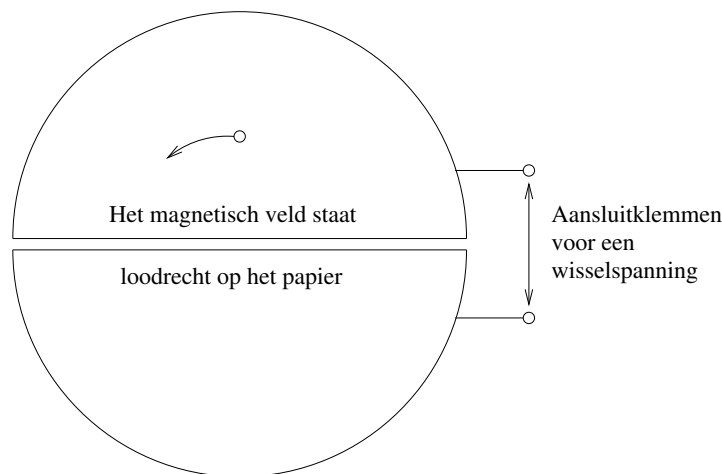 Het magnetisch veld staat
loodrecht op het papier
Aansluitklemmen
voor een
wisselspanning